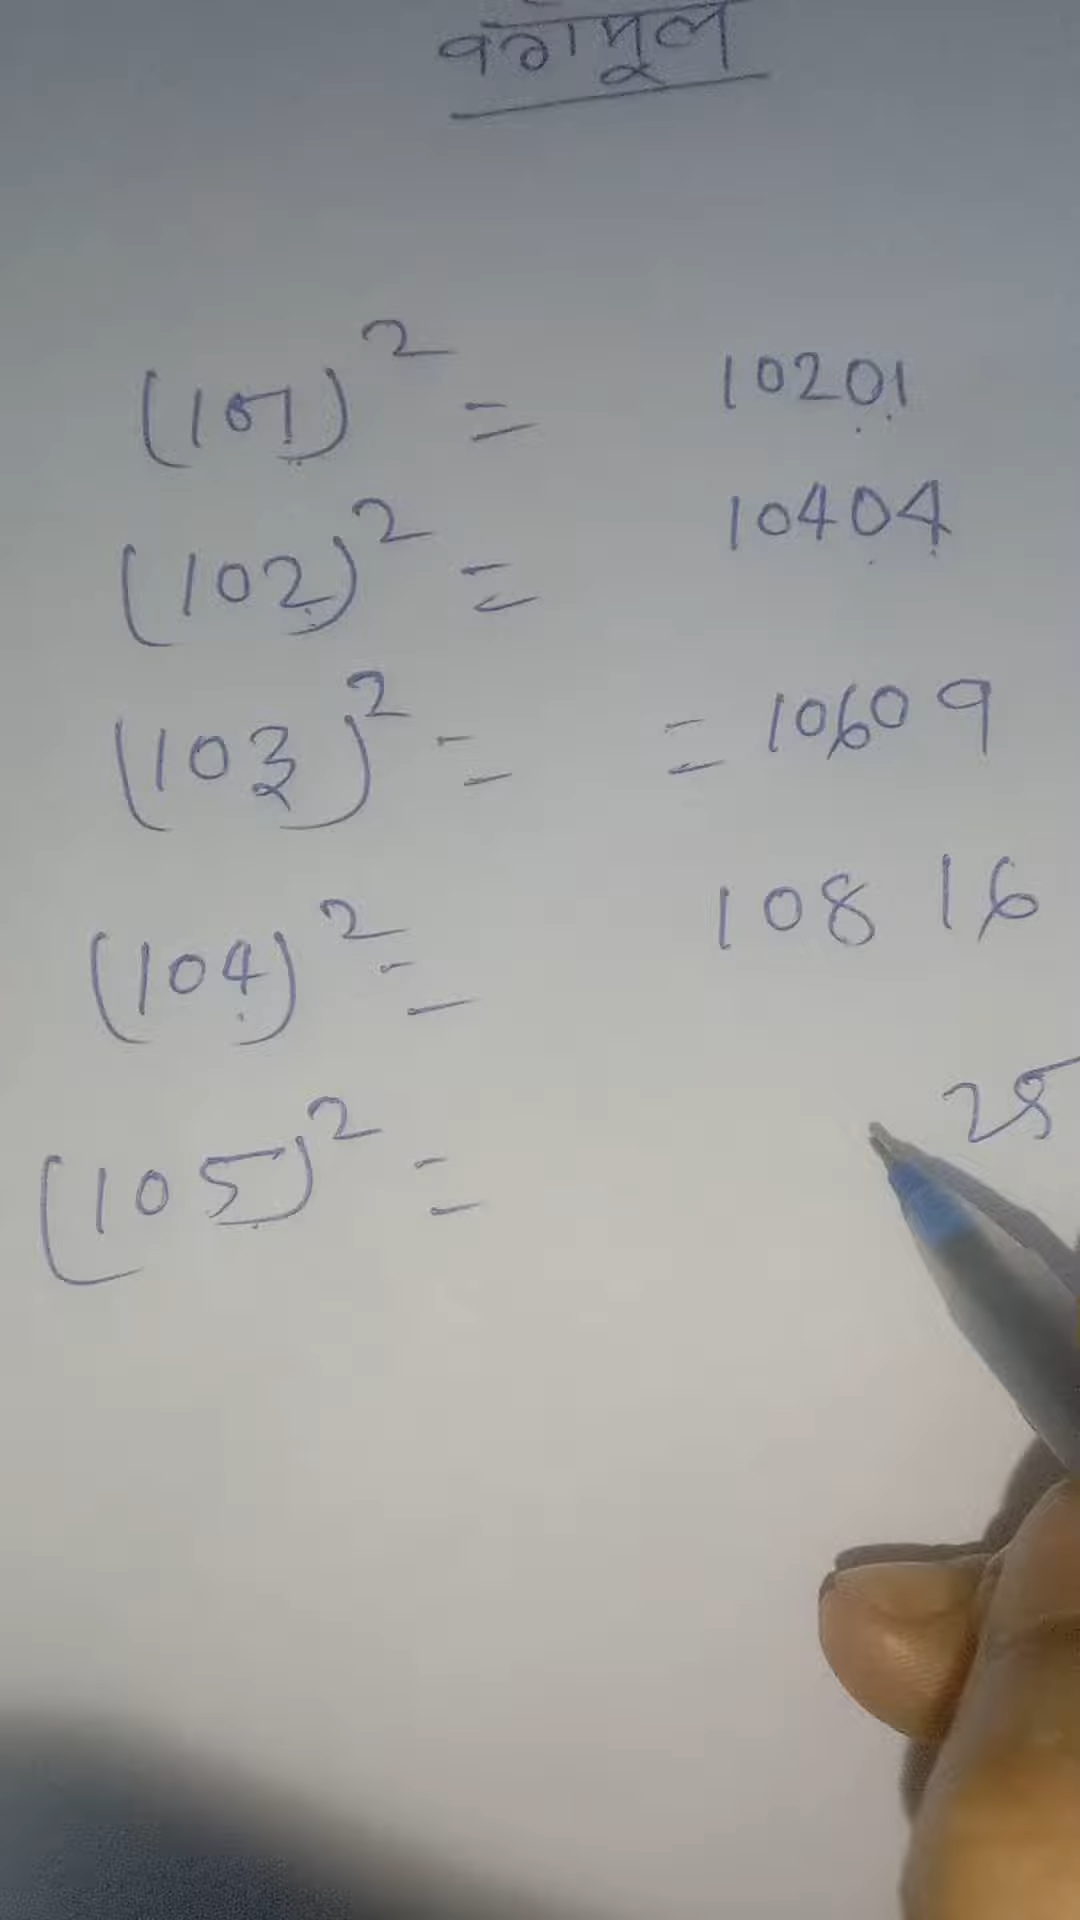 वर्गमूल
(101)² = 10201
(102)² = 10404
(103)² = = 10609
(104)² = 10816
(105)² = 25